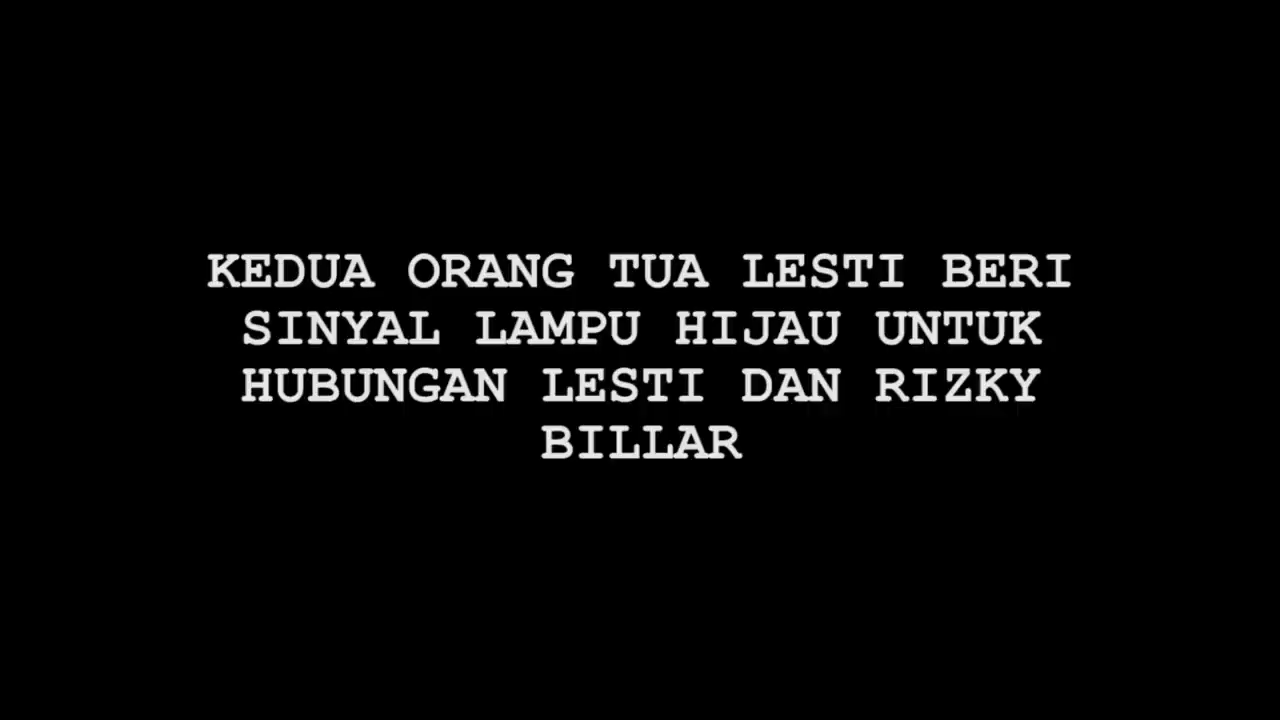 KEDUA ORANG TUA LESTI BERI
SINYAL LAMPU HIJAU UNTUK
HUBUNGAN LESTI DAN RIZKY
BILLAR